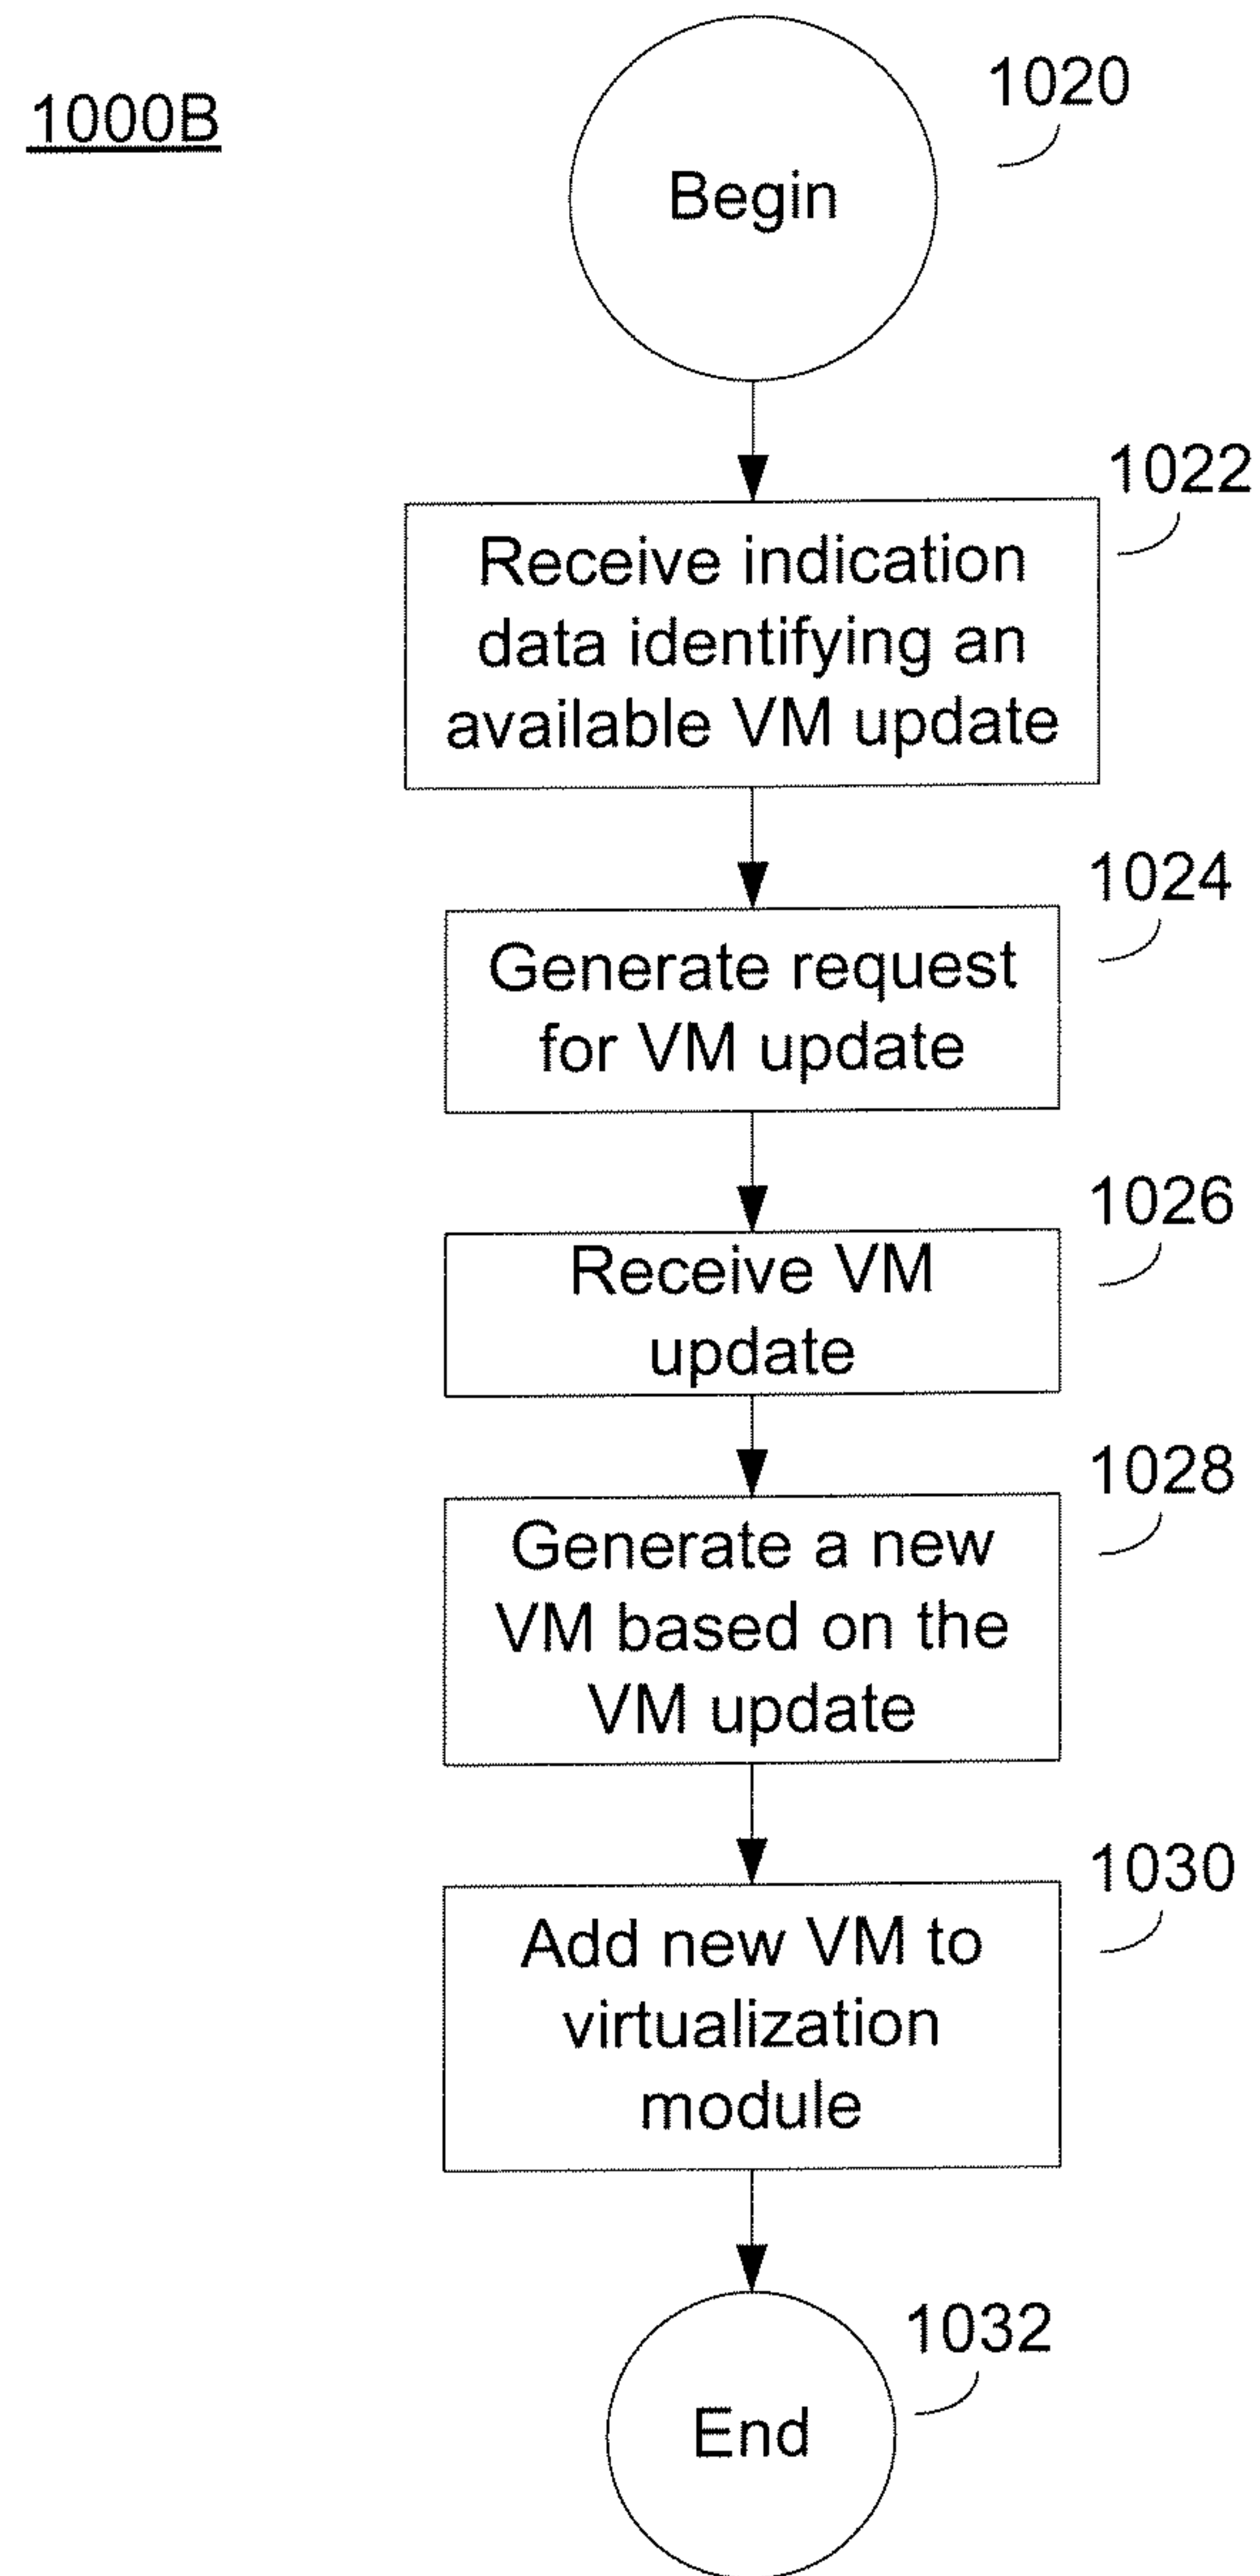 1000B
1020
Begin
1022
Receive indication
data identifying an
available VM update
1024
Generate request
for VM update
1026
Receive VM
update
1028
Generate a new
VM based on the
VM update
1030
Add new VM to
virtualization
module
1032
End